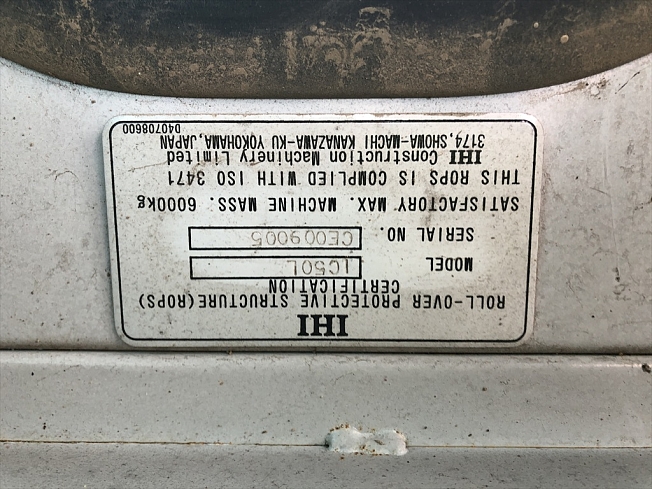 IHI
ROLL-OVER PROTECTIVE STRUCTURE(ROPS)
CERTIFICATION
MODEL IC50L
SERIAL NO. CE009005
SATISFACTORY MAX. MACHINE MASS: 6000kg
THIS ROPS IS COMPLIED WITH ISO 3471
IHI Construction Machinery Limited
3174, SHOWA-MACHI KANAZAWA-KU YOKOHAMA, JAPAN
D40708600